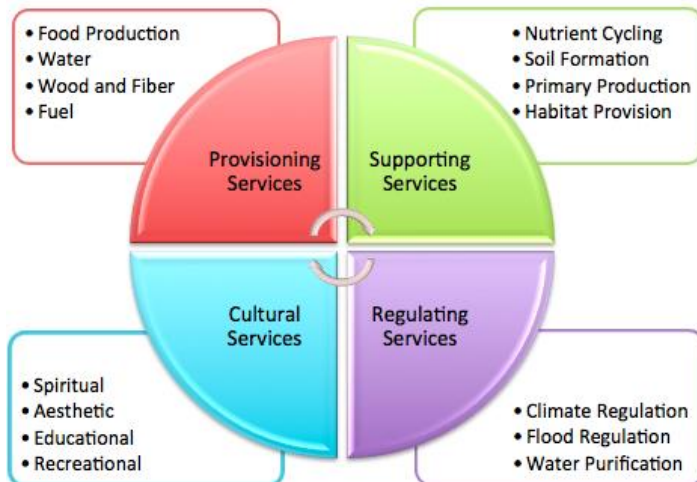 • Food Production
• Water
• Wood and Fiber
• Fuel
• Nutrient Cycling
• Soil Formation
• Primary Production
• Habitat Provision
Provisioning
Services
Supporting
Services
Cultural
Services
Regulating
Services
• Spiritual
• Aesthetic
• Educational
• Recreational
• Climate Regulation
• Flood Regulation
• Water Purification